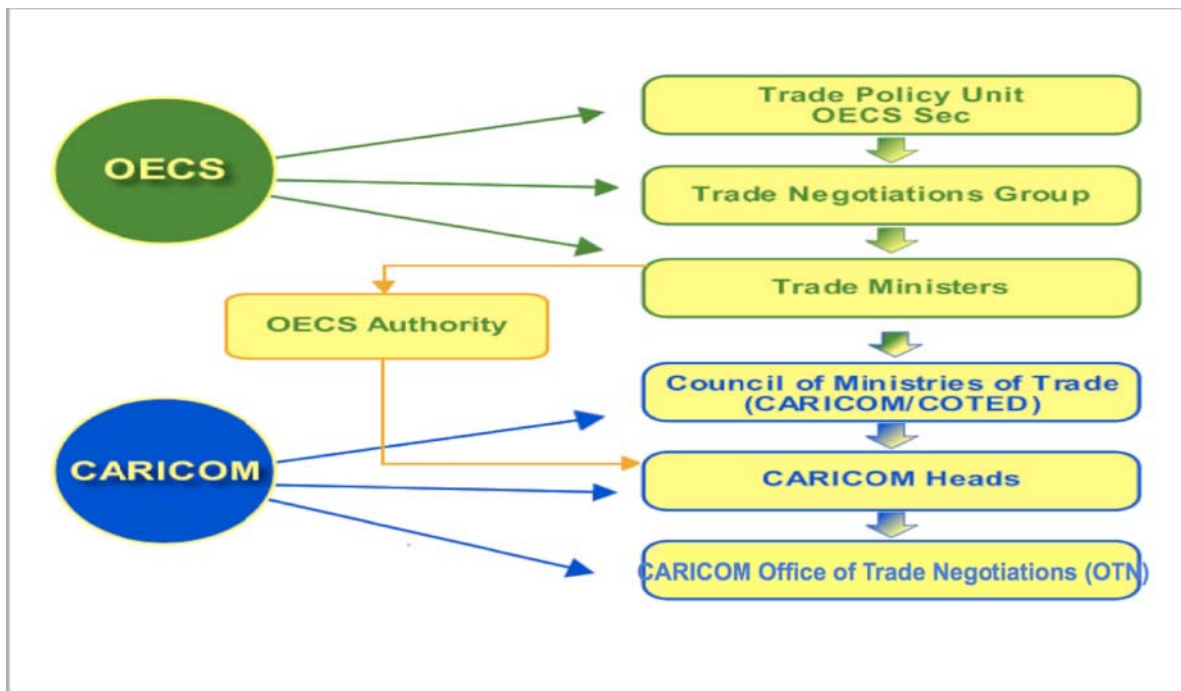 OECS
Trade Policy Unit
OECS Sec
Trade Negotiations Group
Trade Ministers
OECS Authority
Council of Ministries of Trade
(CARICOM/COTED)
CARICOM
CARICOM Heads
CARICOM Office of Trade Negotiations (OTN)